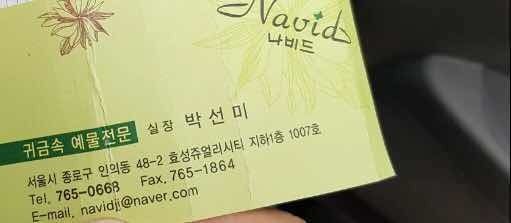 Navid
나비드
귀금속 예물전문 실장 박선미
서울시 종로구 인의동 48-2 효성쥬얼리시티 지하1층 1007호
Tel. 765-0668 Fax. 765-1864
E-mail. navidji@naver.com